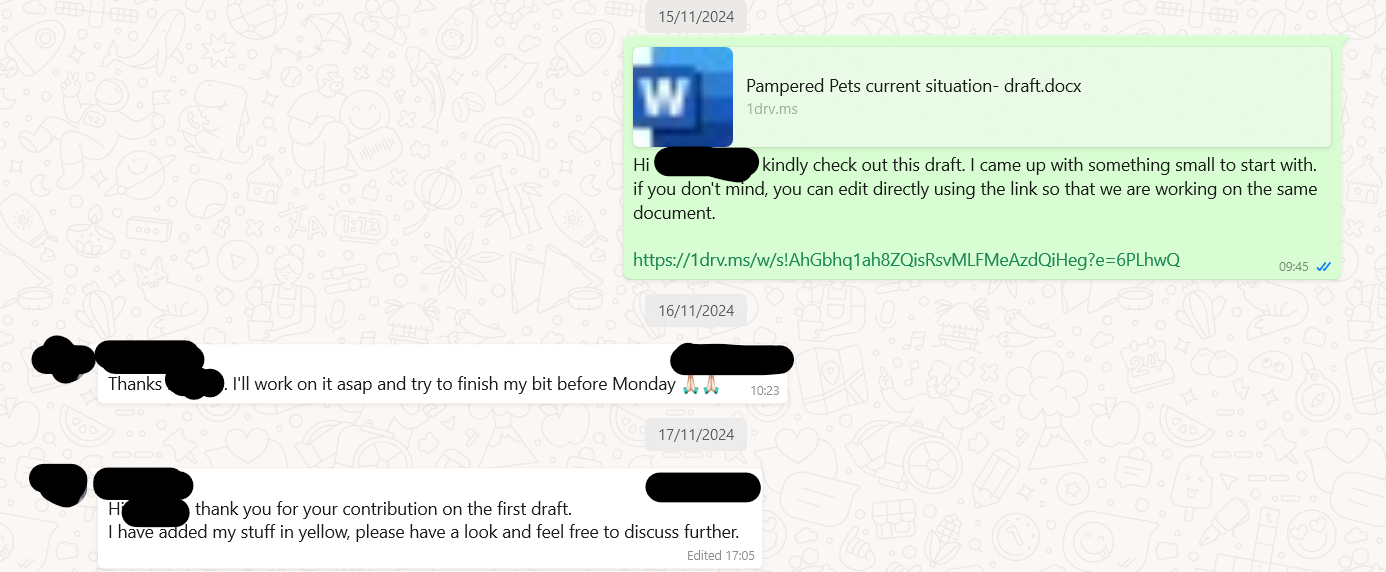 15/11/2024
W
Pampered Pets current situation- draft.docx
1drv.ms
Hi kindly check out this draft. I came up with something small to start with.
if you don't mind, you can edit directly using the link so that we are working on the same
document.
https://1drv.ms/w/s!AhGbhq1ah8ZQisRsvMLFMeAzdQiHeg?e=6PLhwQ
09:45
16/11/2024
Thanks . I'll work on it asap and try to finish my bit before Monday 🙏🏻🙏🏻
10:23
17/11/2024
Hi thank you for your contribution on the first draft.
I have added my stuff in yellow, please have a look and feel free to discuss further.
Edited 17:05